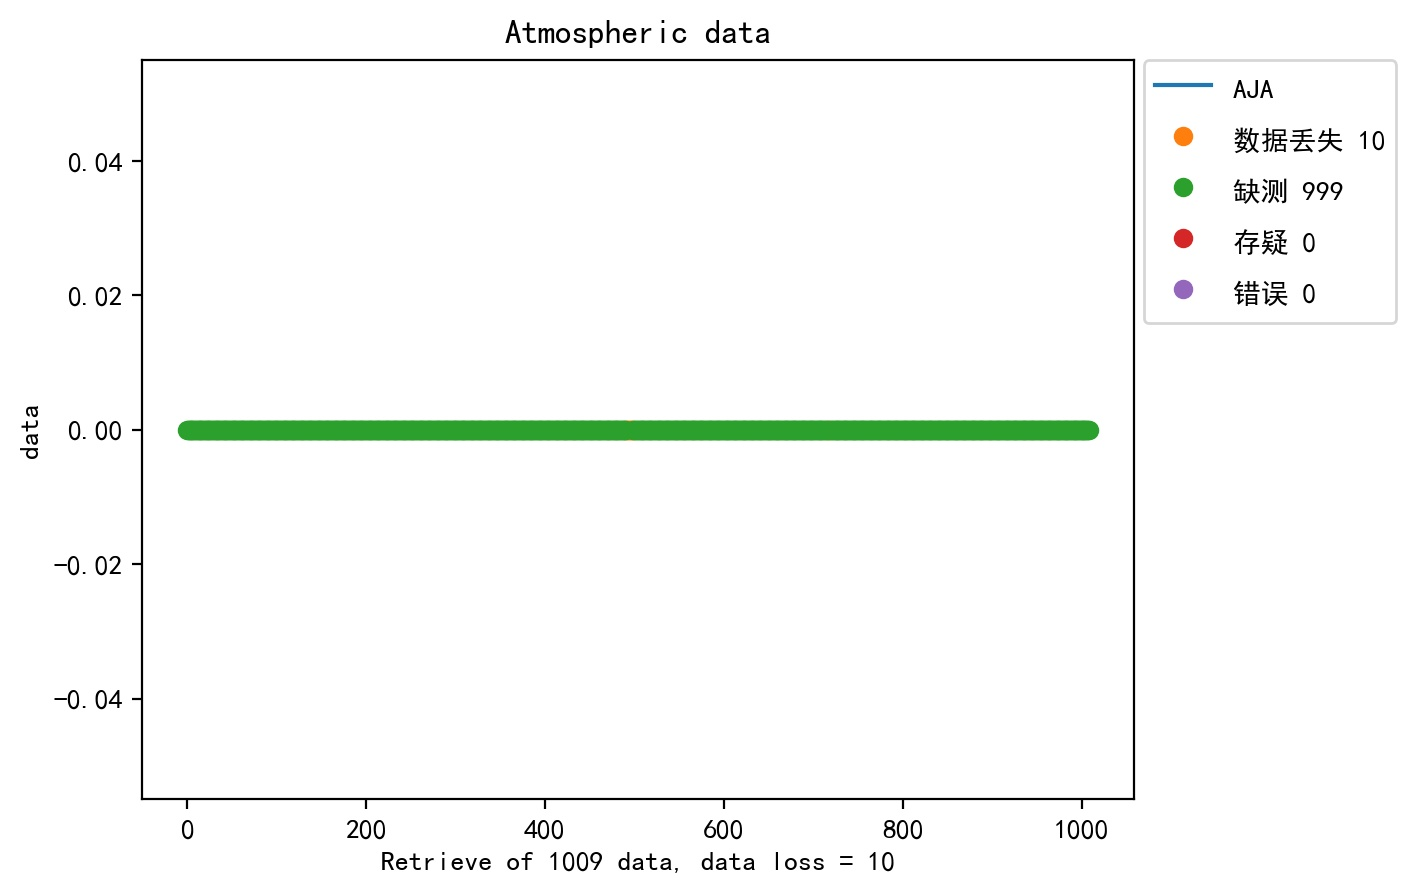 Atmospheric data
AJA
数据丢失 10
缺测 999
存疑 0
错误 0
data
0.04
0.02
0.00
−0.02
−0.04
0 200 400 600 800 1000
Retrieve of 1009 data, data loss = 10